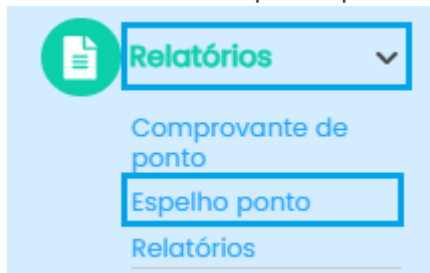 Relatórios
Comprovante de
ponto
Espelho ponto
Relatórios